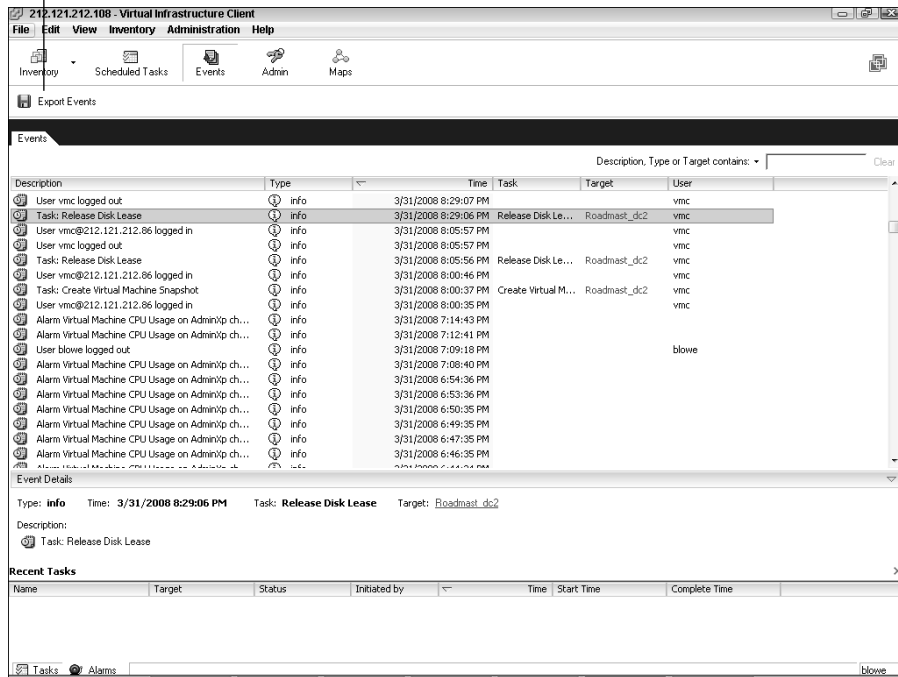 212.121.212.108 - Virtual Infrastructure Client
File Edit View Inventory Administration Help
Inventory Scheduled Tasks Events Admin Maps
Export Events
Events
Description, Type or Target contains: Clear
Description Type Time Task Target User
User vmc logged out info 3/31/2008 8:29:07 PM vmc
Task: Release Disk Lease info 3/31/2008 8:29:06 PM Release Disk Le... Roadmast_dc2 vmc
User vmc@212.121.212.86 logged in info 3/31/2008 8:05:57 PM vmc
User vmc logged out info 3/31/2008 8:05:57 PM vmc
Task: Release Disk Lease info 3/31/2008 8:05:56 PM Release Disk Le... Roadmast_dc2 vmc
User vmc@212.121.212.86 logged in info 3/31/2008 8:00:46 PM vmc
Task: Create Virtual Machine Snapshot info 3/31/2008 8:00:37 PM Create Virtual M... Roadmast_dc2 vmc
User vmc@212.121.212.86 logged in info 3/31/2008 8:00:35 PM vmc
Alarm Virtual Machine CPU Usage on AdminXp ch... info 3/31/2008 7:14:43 PM
Alarm Virtual Machine CPU Usage on AdminXp ch... info 3/31/2008 7:12:41 PM
User blowe logged out info 3/31/2008 7:09:18 PM blowe
Alarm Virtual Machine CPU Usage on AdminXp ch... info 3/31/2008 7:08:40 PM
Alarm Virtual Machine CPU Usage on AdminXp ch... info 3/31/2008 6:54:36 PM
Alarm Virtual Machine CPU Usage on AdminXp ch... info 3/31/2008 6:53:36 PM
Alarm Virtual Machine CPU Usage on AdminXp ch... info 3/31/2008 6:50:35 PM
Alarm Virtual Machine CPU Usage on AdminXp ch... info 3/31/2008 6:49:35 PM
Alarm Virtual Machine CPU Usage on AdminXp ch... info 3/31/2008 6:47:35 PM
Alarm Virtual Machine CPU Usage on AdminXp ch... info 3/31/2008 6:46:35 PM
Event Details
Type: info Time: 3/31/2008 8:29:06 PM Task: Release Disk Lease Target: Roadmast_dc2
Description:
Task: Release Disk Lease
Recent Tasks
Name Target Status Initiated by Time Start Time Complete Time
Tasks Alarms blowe